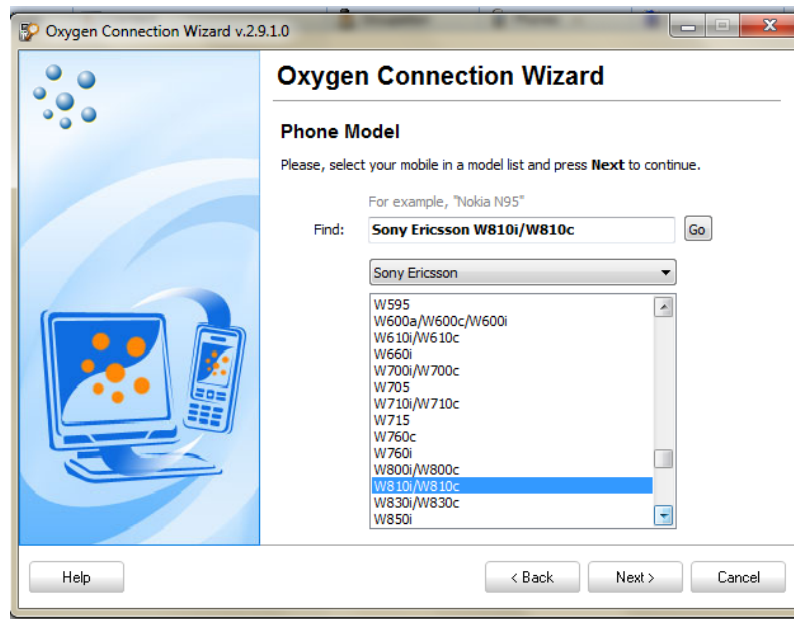 Oxygen Connection Wizard v.2.9.1.0
Oxygen Connection Wizard
Phone Model
Please, select your mobile in a model list and press Next to continue.
For example, "Nokia N95"
Find: Sony Ericsson W810i/W810c Go
Sony Ericsson
W595
W600a/W600c/W600i
W610i/W610c
W660i
W700i/W700c
W705
W710i/W710c
W715
W760c
W760i
W800i/W800c
W810i/W810c
W830i/W830c
W850i
Help < Back Next > Cancel